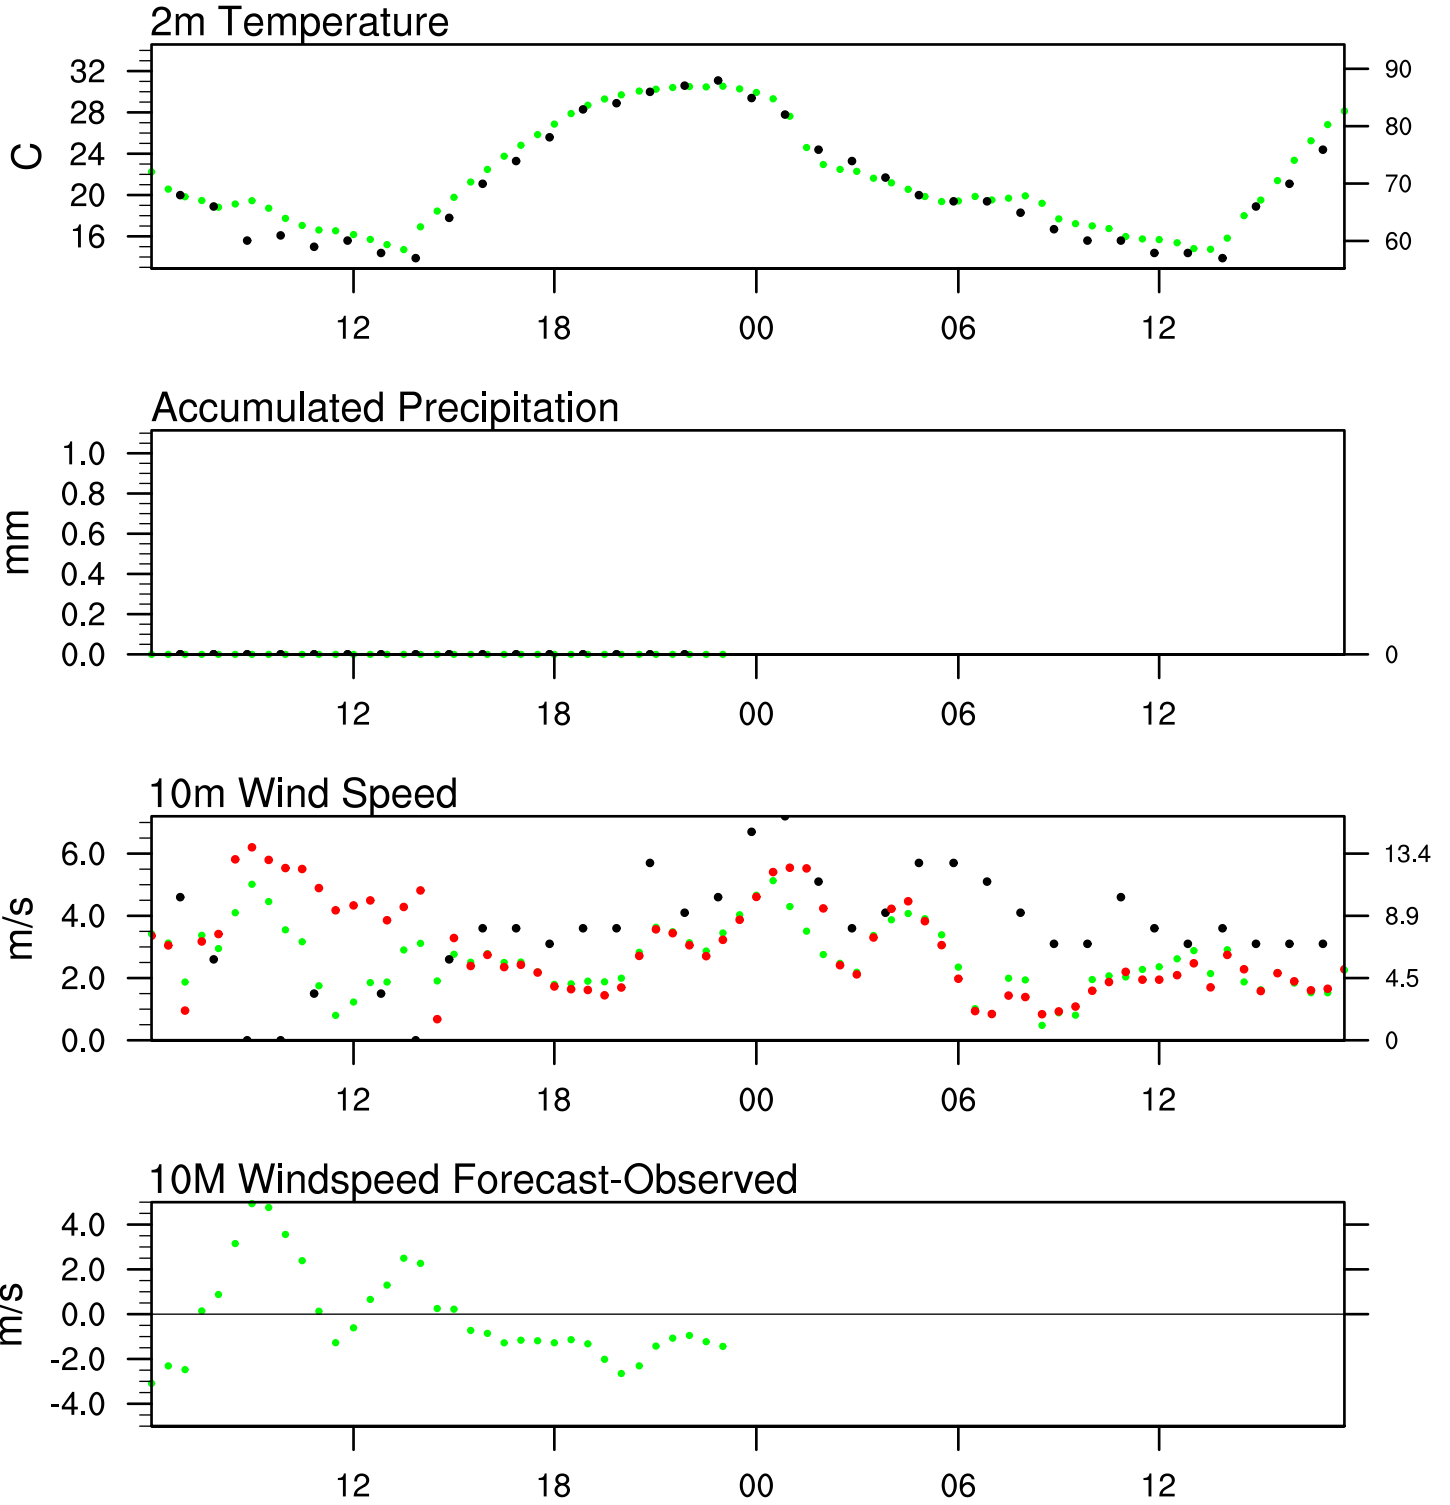 2m Temperature
32 90
28
80
C 24
20 70
16 60
12 18 00 06 12
Accumulated Precipitation
1.0
0.8
mm 0.6
0.4
0.2
0.0 0
12 18 00 06 12
10m Wind Speed
6.0 13.4
m/s 4.0 8.9
2.0 4.5
0.0 0
12 18 00 06 12
10M Windspeed Forecast-Observed
4.0
2.0
m/s 0.0
-2.0
-4.0
12 18 00 06 12